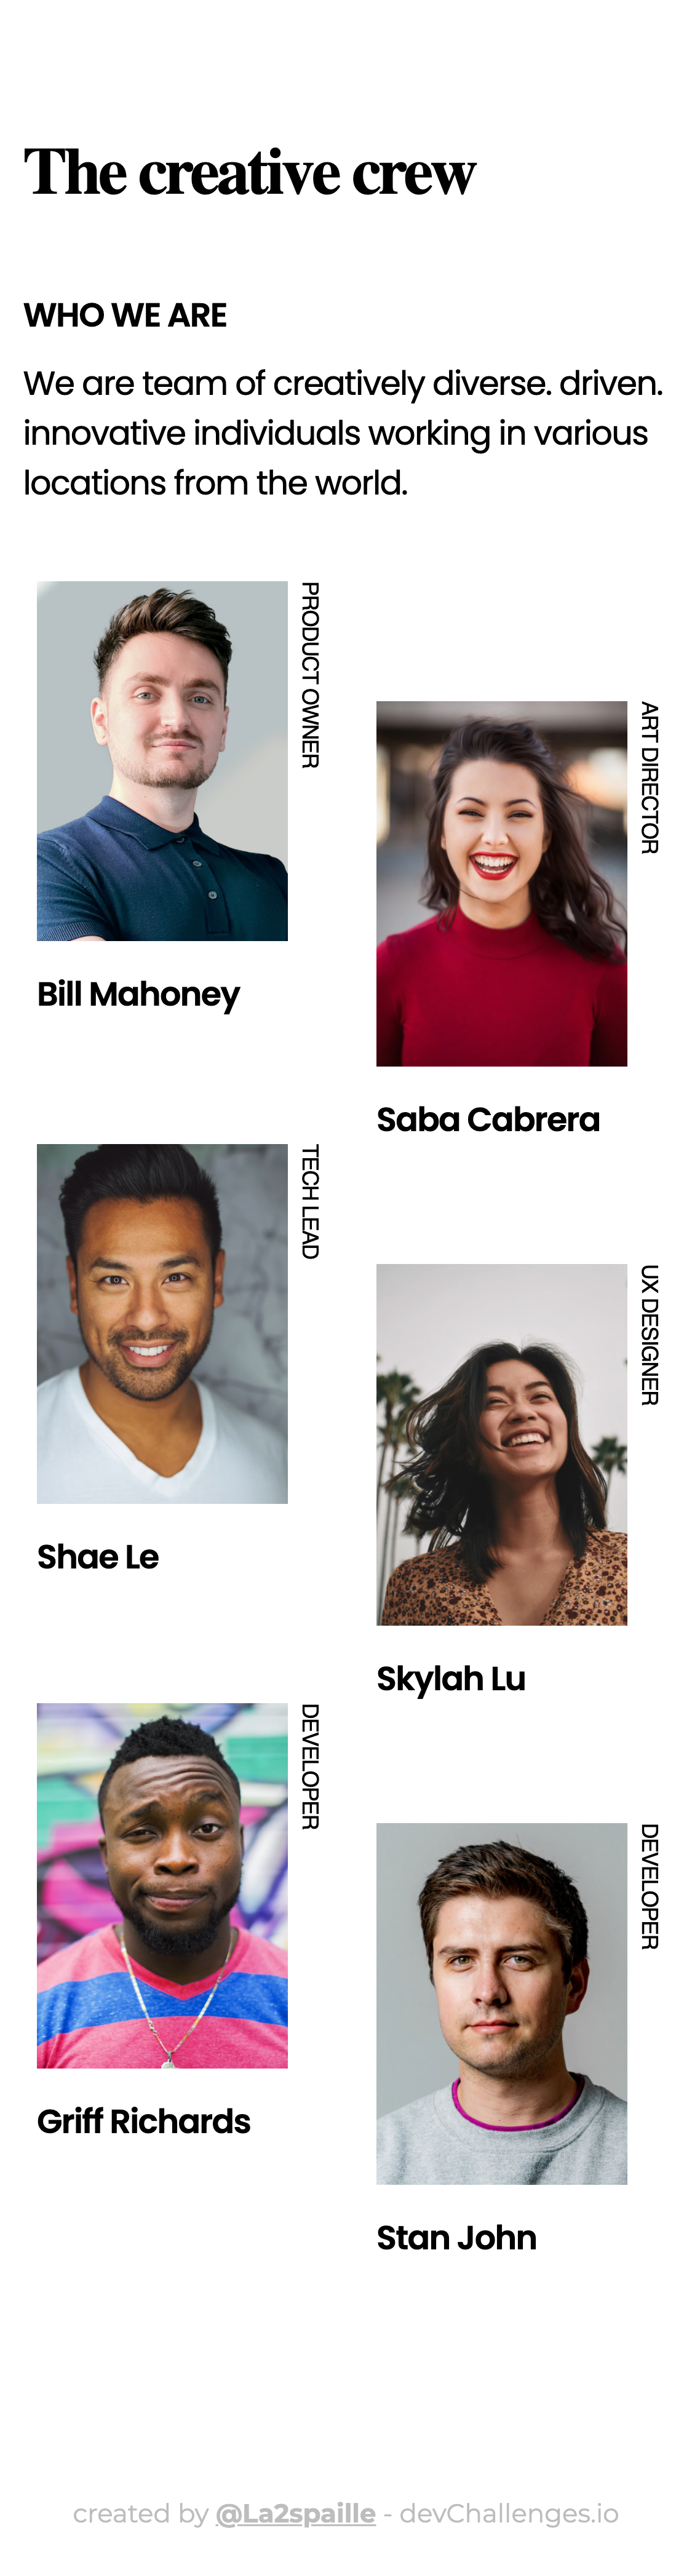 The creative crew
WHO WE ARE
We are team of creatively diverse. driven.
innovative individuals working in various
locations from the world.
PRODUCT OWNER
Bill Mahoney
ART DIRECTOR
Saba Cabrera
TECH LEAD
Shae Le
UX DESIGNER
Skylah Lu
DEVELOPER
Griff Richards
DEVELOPER
Stan John
created by @La2spaille - devChallenges.io